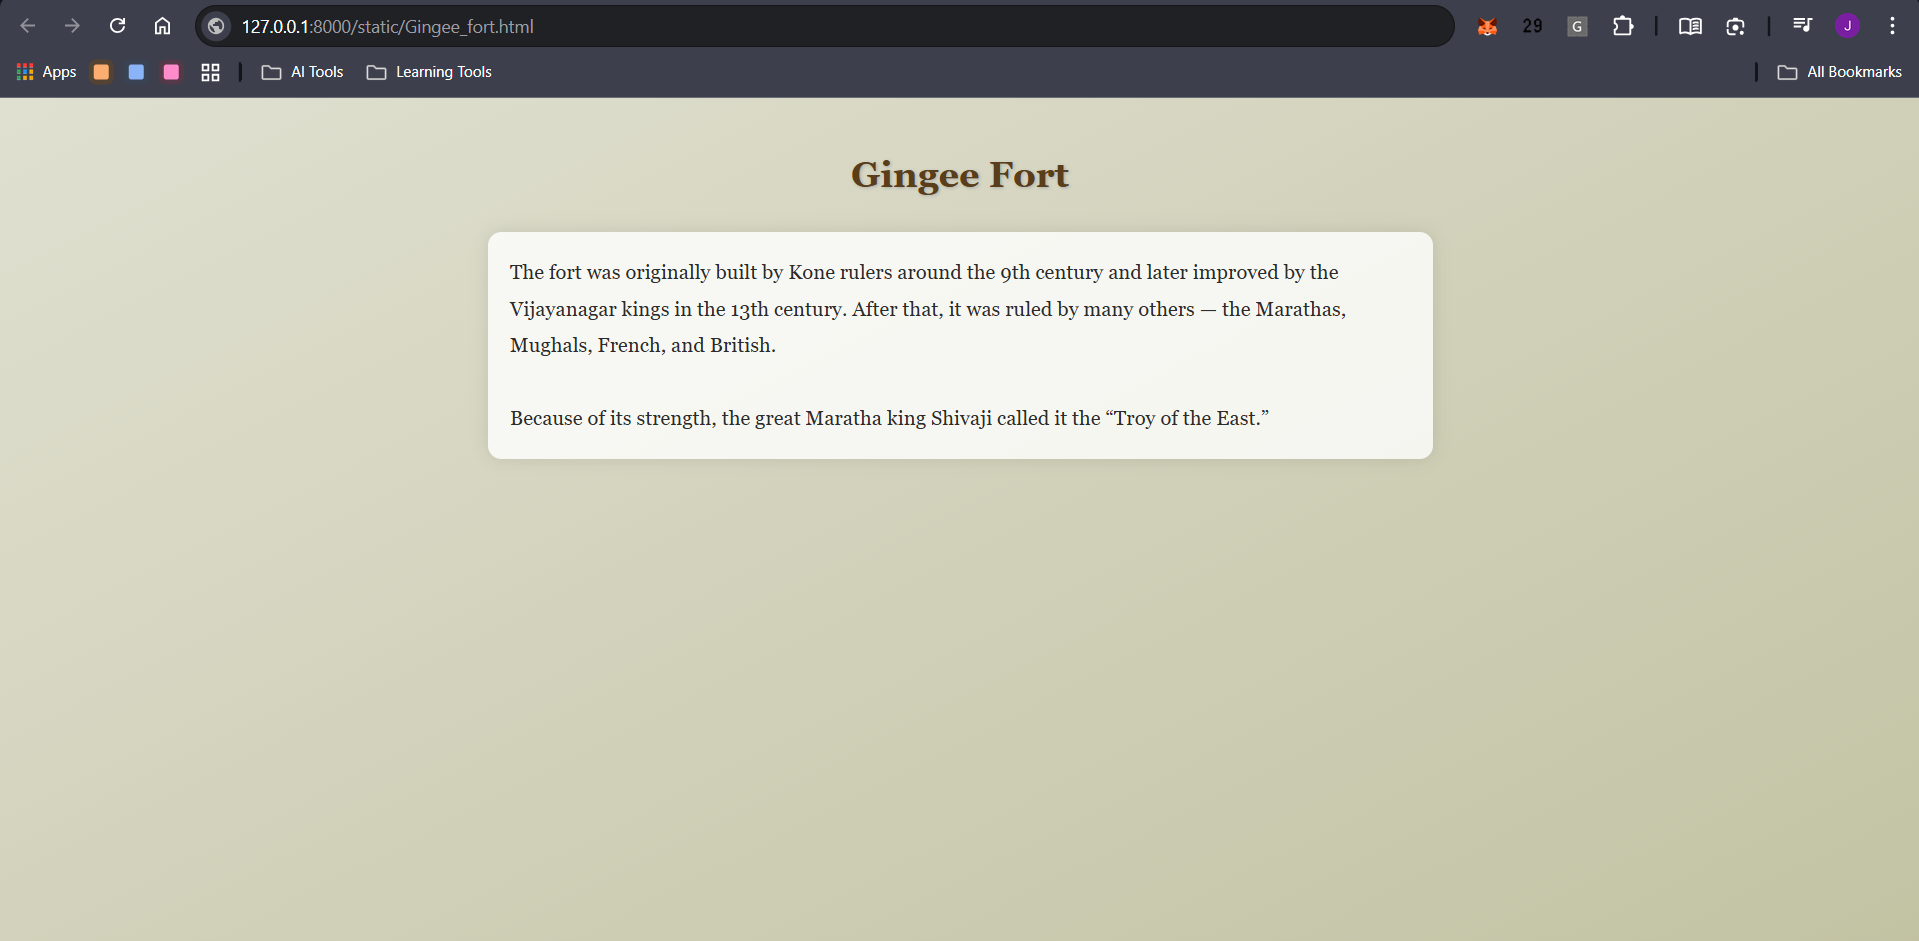 127.0.0.1:8000/static/Gingee_fort.html
29
G
J
Apps
AI Tools
Learning Tools
All Bookmarks
Gingee Fort
The fort was originally built by Kone rulers around the 9th century and later improved by the
Vijayanagar kings in the 13th century. After that, it was ruled by many others — the Marathas,
Mughals, French, and British.
Because of its strength, the great Maratha king Shivaji called it the “Troy of the East.”